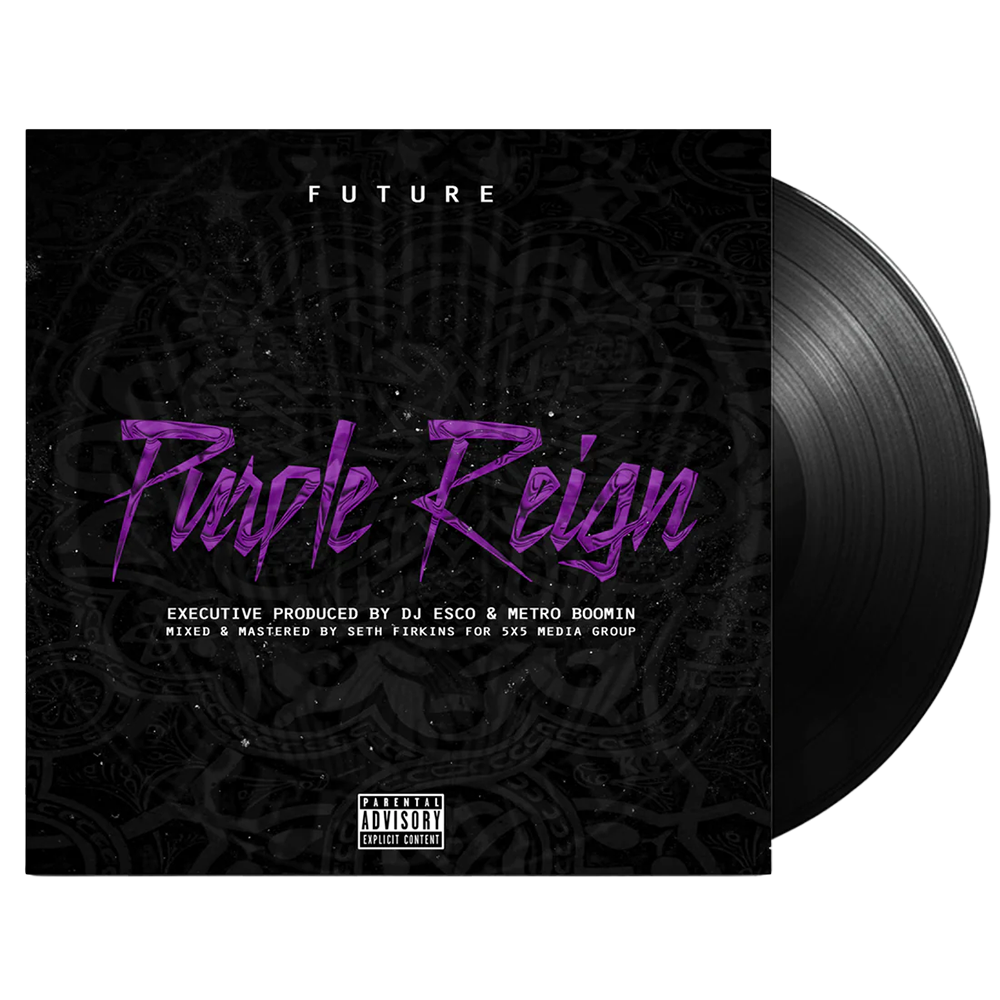 FUTURE
Purple Reign
EXECUTIVE PRODUCED BY DJ ESCO & METRO BOOMIN
MIXED & MASTERED BY SETH FIRKINS FOR 5X5 MEDIA GROUP
PARENTAL
ADVISORY
EXPLICIT CONTENT